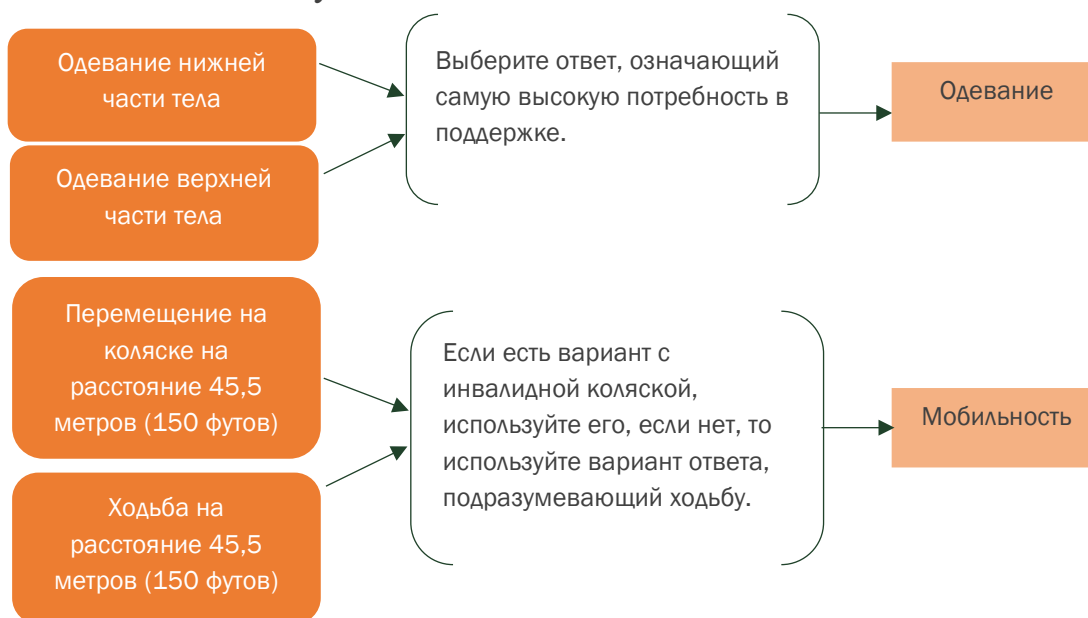 Одевание нижней
части тела
Выберите ответ, означающий
самую высокую потребность в
поддержке.
Одевание
Одевание верхней
части тела
Перемещение на
коляске на
расстояние 45,5
метров (150 футов)
Если есть вариант с
инвалидной коляской,
используйте его, если нет, то
используйте вариант ответа,
подразумевающий ходьбу.
Мобильность
Ходьба на
расстояние 45,5
метров (150 футов)